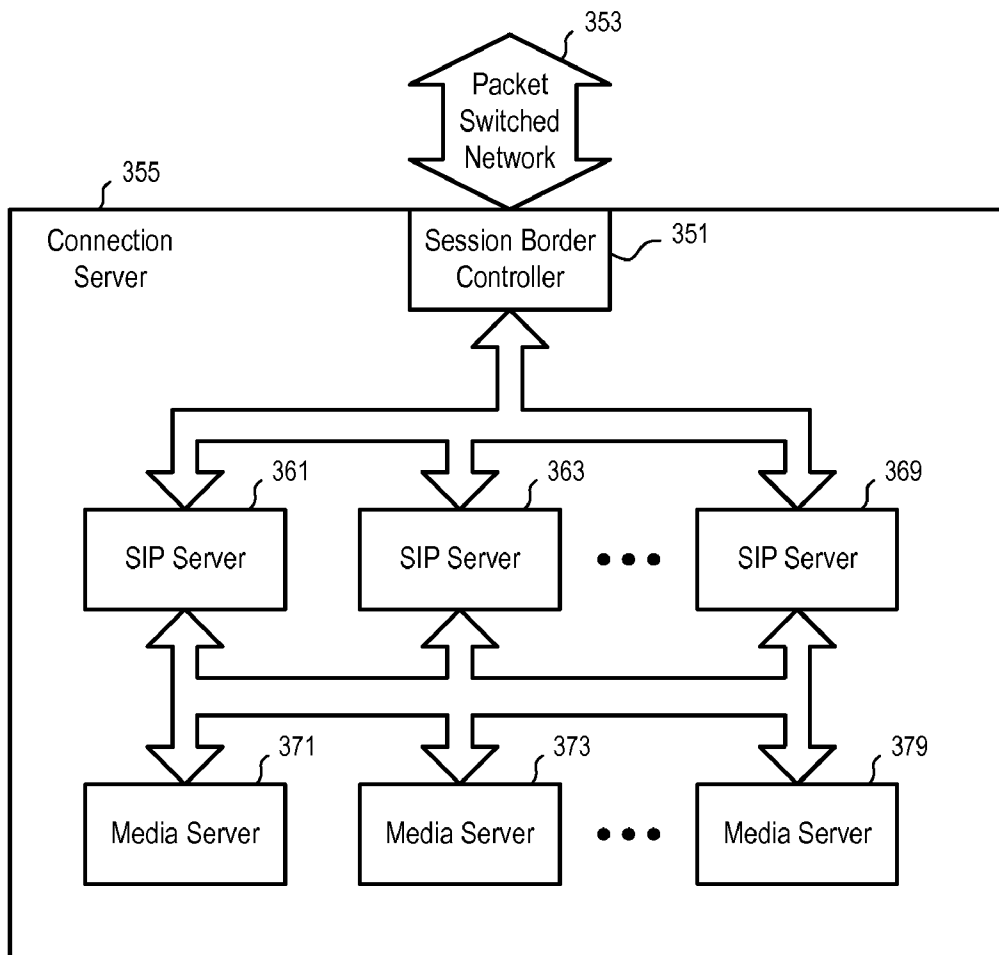 353
Packet
Switched
Network
355
Connection
Server
Session Border
Controller
351
361
363
369
SIP Server
SIP Server
SIP Server
371
373
379
Media Server
Media Server
Media Server